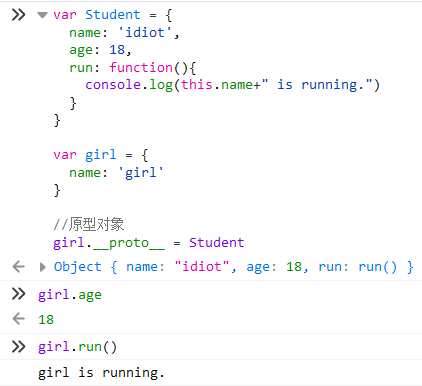 var Student = {
  name: 'idiot',
  age: 18,
  run: function(){
    console.log(this.name+" is running.")
  }
}

var girl = {
  name: 'girl'
}

//原型对象
girl.__proto__ = Student
Object { name: "idiot", age: 18, run: run() }
girl.age
18
girl.run()
girl is running.